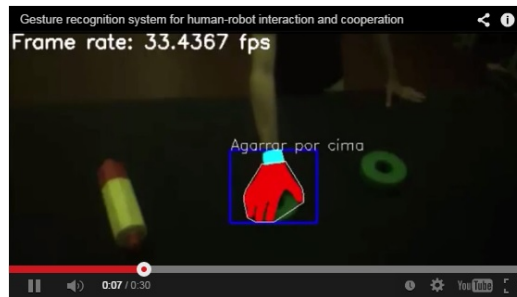 Gesture recognition system for human-robot interaction and cooperation
Frame rate: 33.4367 fps
Agarrar por cima
0:07 / 0:30
YouTube